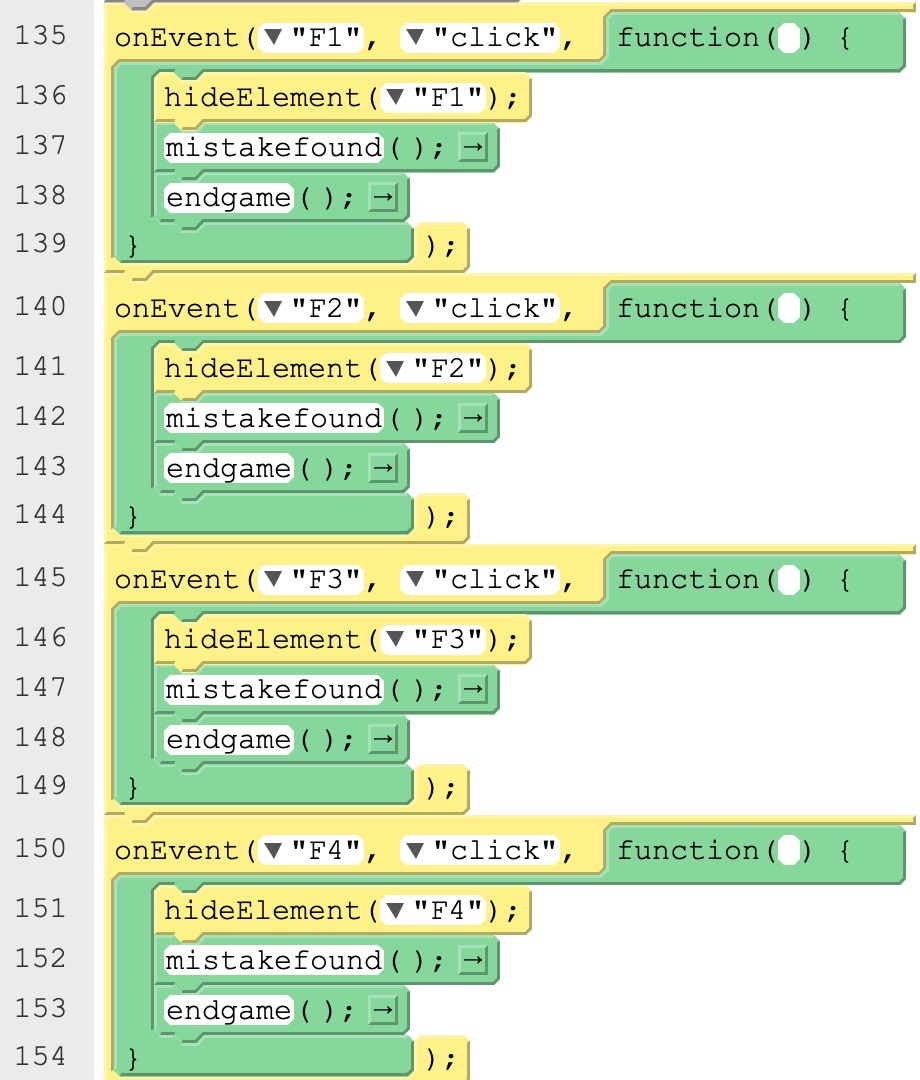 135 onEvent(▼"F1", ▼"click", function( ) {
136 hideElement(▼"F1");
137 mistakefound(); →
138 endgame(); →
139 } );
140 onEvent(▼"F2", ▼"click", function( ) {
141 hideElement(▼"F2");
142 mistakefound(); →
143 endgame(); →
144 } );
145 onEvent(▼"F3", ▼"click", function( ) {
146 hideElement(▼"F3");
147 mistakefound(); →
148 endgame(); →
149 } );
150 onEvent(▼"F4", ▼"click", function( ) {
151 hideElement(▼"F4");
152 mistakefound(); →
153 endgame(); →
154 } );